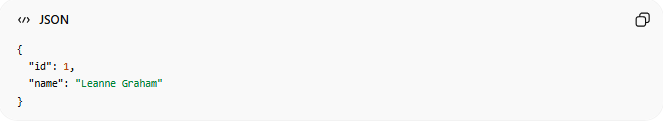 JSON
{
  "id": 1,
  "name": "Leanne Graham"
}